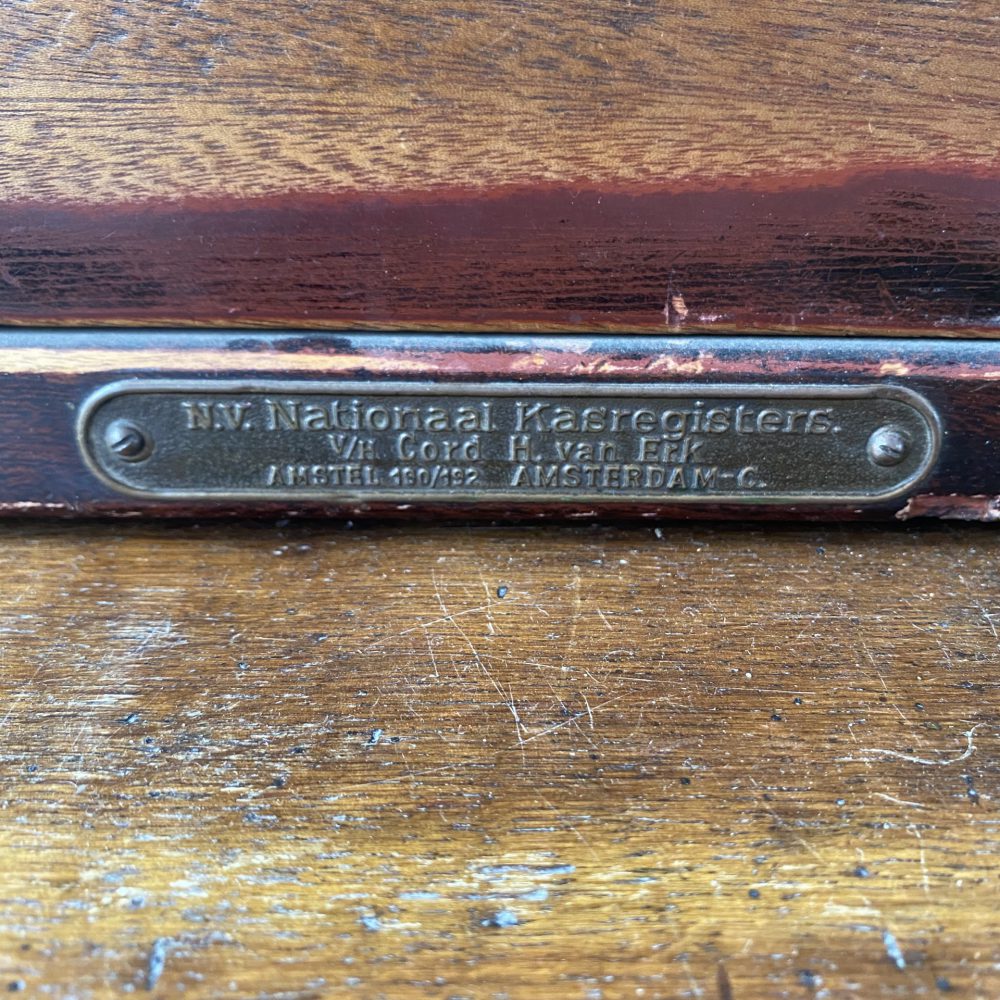 N.V. Nationaal Kasregisters.
V/H Cord H. van Erk
AMSTEL 190/192 AMSTERDAM-C.